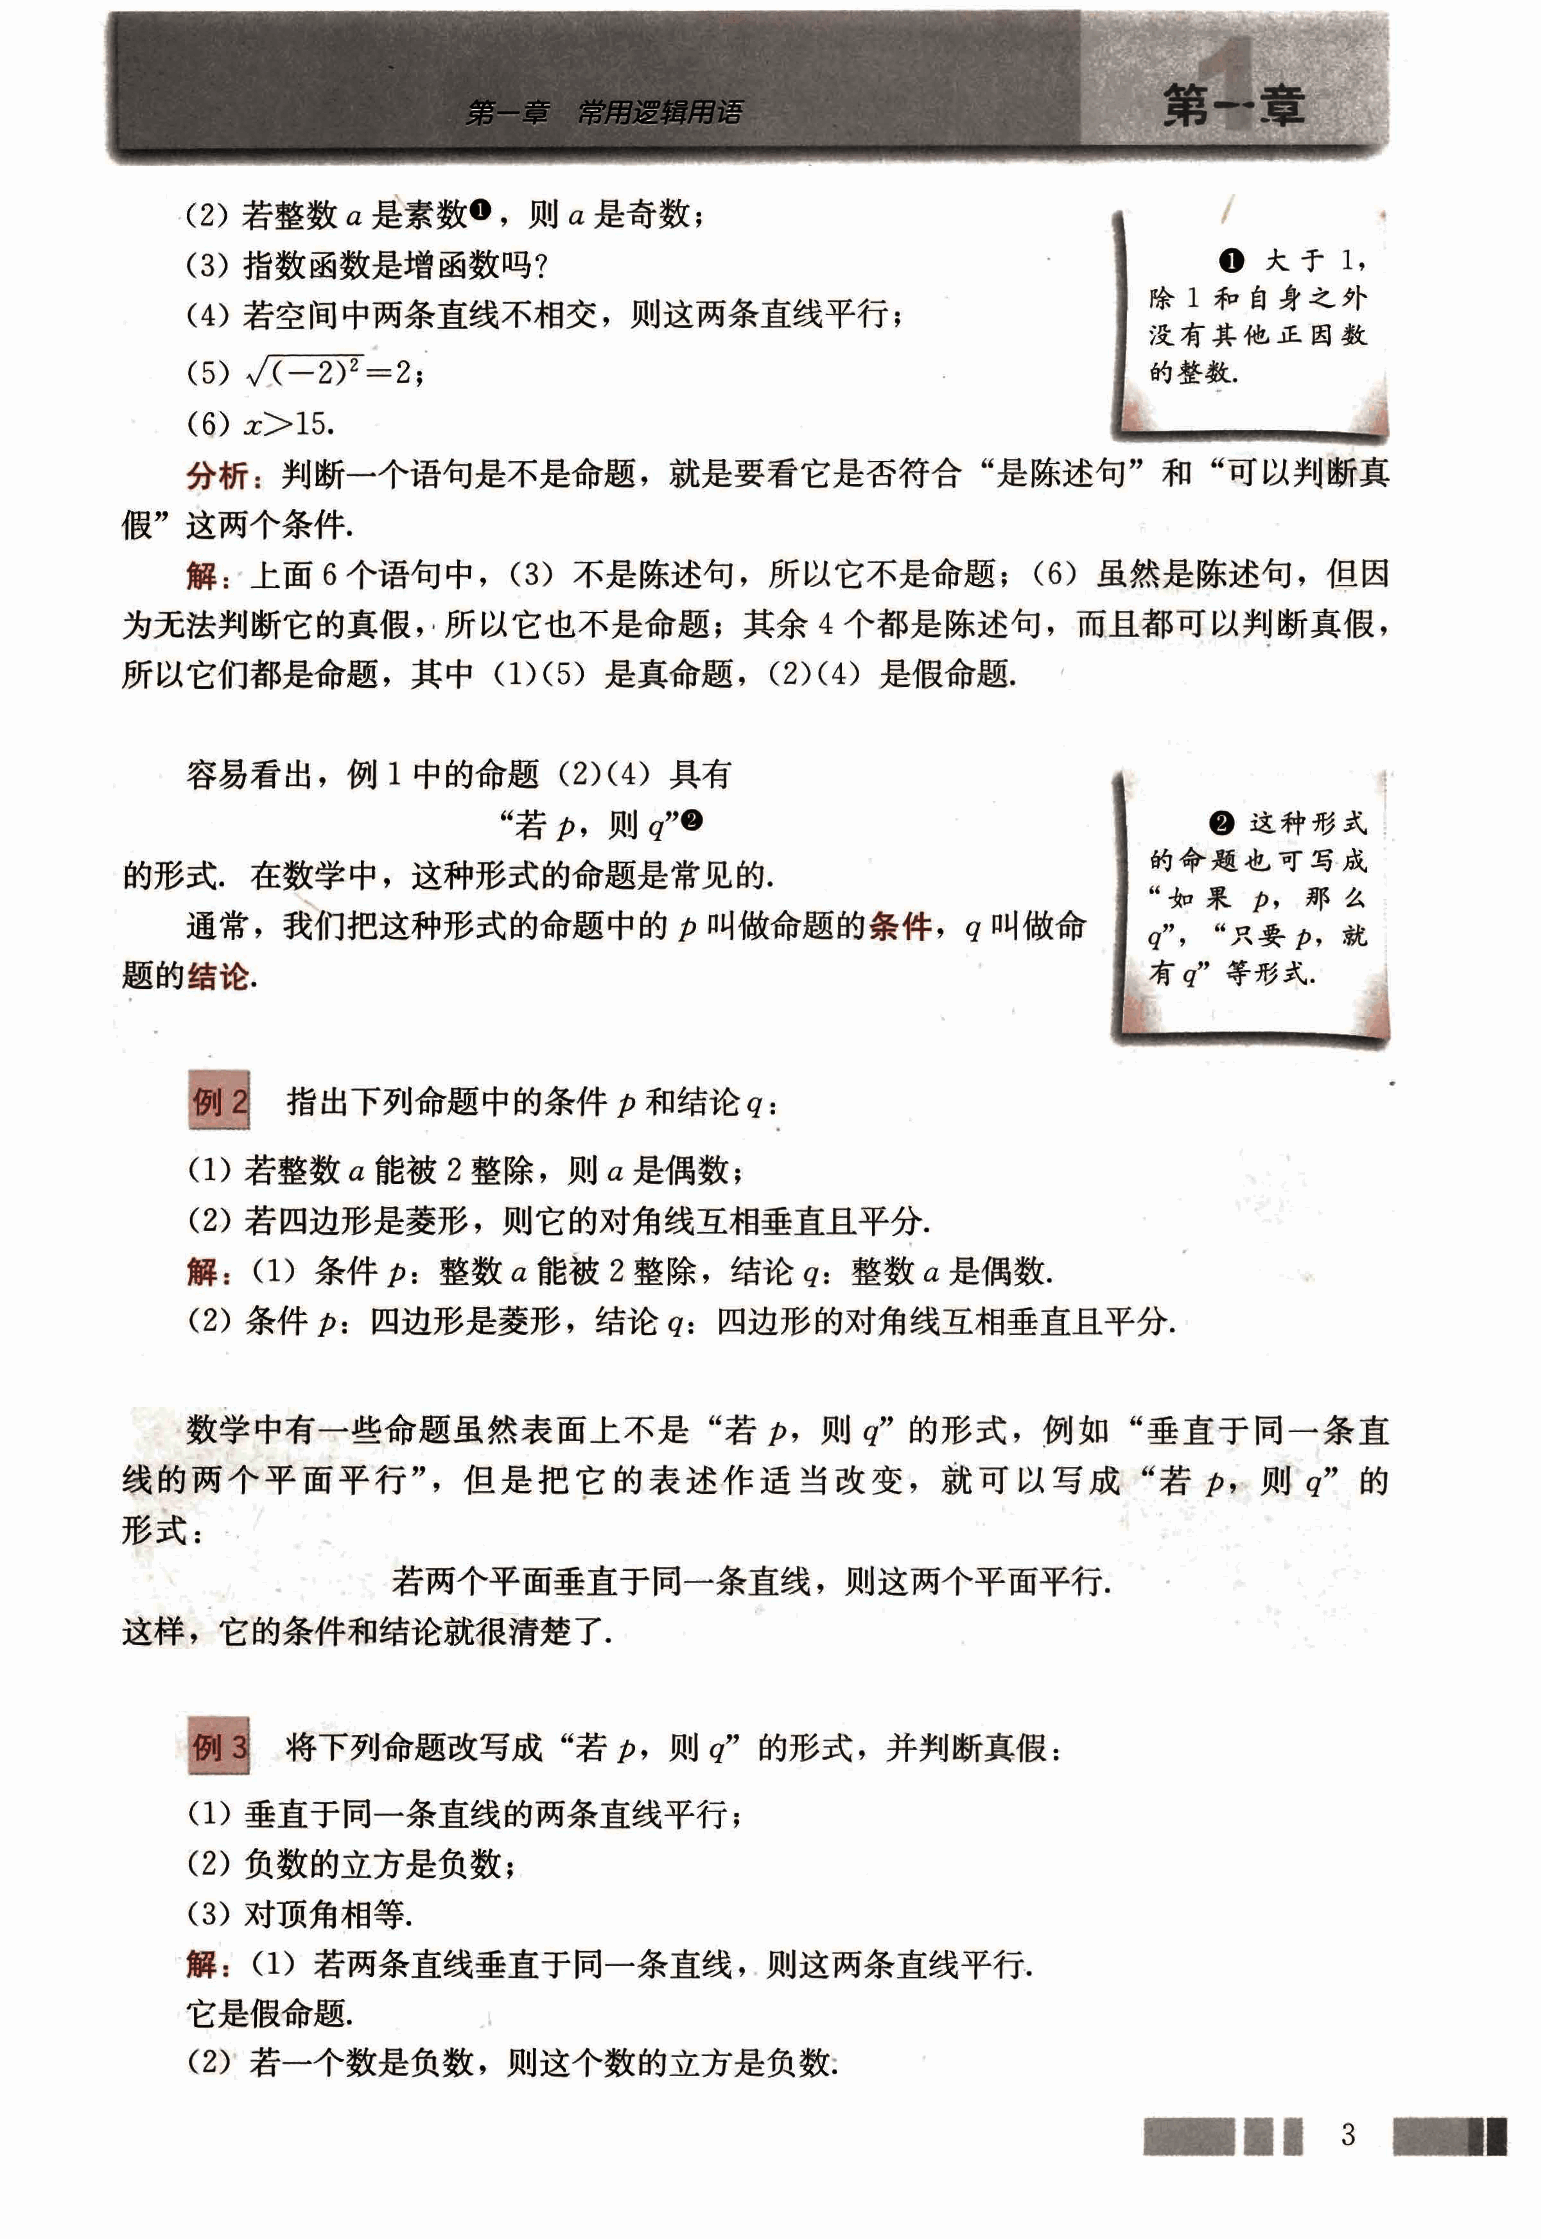 第一章 常用逻辑用语
第一章
(2) 若整数 a 是素数❶，则 a 是奇数；
(3) 指数函数是增函数吗?
(4) 若空间中两条直线不相交，则这两条直线平行；
(5) √(−2)²=2；
(6) x>15.
❶ 大于 1，
除 1 和自身之外
没有其他正因数
的整数.
分析：判断一个语句是不是命题，就是要看它是否符合“是陈述句”和“可以判断真
假”这两个条件.
解：上面 6 个语句中，(3) 不是陈述句，所以它不是命题；(6) 虽然是陈述句，但因
为无法判断它的真假，所以它也不是命题；其余 4 个都是陈述句，而且都可以判断真假，
所以它们都是命题，其中 (1)(5) 是真命题，(2)(4) 是假命题.
容易看出，例 1 中的命题 (2)(4) 具有
“若 p，则 q”❷
的形式. 在数学中，这种形式的命题是常见的.
通常，我们把这种形式的命题中的 p 叫做命题的条件，q 叫做命
题的结论.
❷ 这种形式
的命题也可写成
“如果 p，那么
q”，“只要 p，就
有 q”等形式.
例 2 指出下列命题中的条件 p 和结论 q：
(1) 若整数 a 能被 2 整除，则 a 是偶数；
(2) 若四边形是菱形，则它的对角线互相垂直且平分.
解：(1) 条件 p：整数 a 能被 2 整除，结论 q：整数 a 是偶数.
(2) 条件 p：四边形是菱形，结论 q：四边形的对角线互相垂直且平分.
数学中有一些命题虽然表面上不是“若 p，则 q”的形式，例如“垂直于同一条直
线的两个平面平行”，但是把它的表述作适当改变，就可以写成“若 p，则 q”的
形式：
若两个平面垂直于同一条直线，则这两个平面平行.
这样，它的条件和结论就很清楚了.
例 3 将下列命题改写成“若 p，则 q”的形式，并判断真假：
(1) 垂直于同一条直线的两条直线平行；
(2) 负数的立方是负数；
(3) 对顶角相等.
解：(1) 若两条直线垂直于同一条直线，则这两条直线平行.
它是假命题.
(2) 若一个数是负数，则这个数的立方是负数.
3